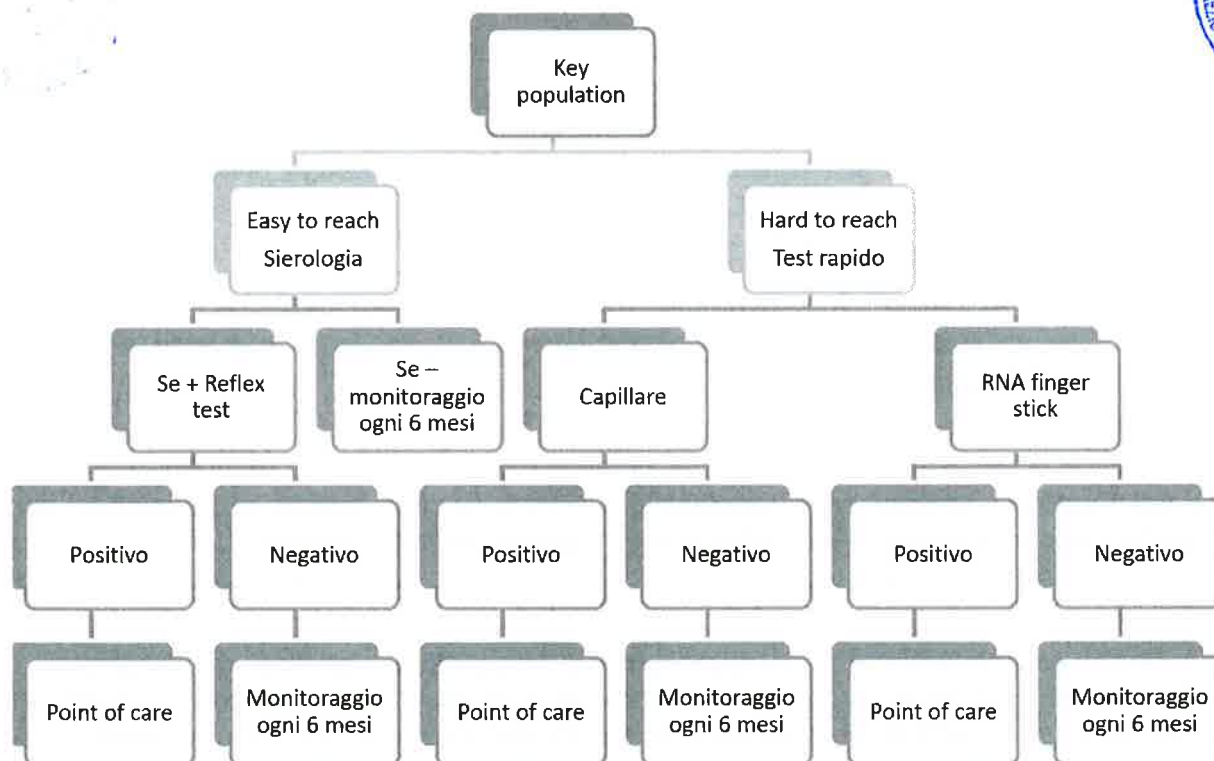 Key
population
Easy to reach
Sierologia
Hard to reach
Test rapido
Se + Reflex
test
Se –
monitoraggio
ogni 6 mesi
Capillare
RNA finger
stick
Positivo
Negativo
Positivo
Negativo
Positivo
Negativo
Point of care
Monitoraggio
ogni 6 mesi
Point of care
Monitoraggio
ogni 6 mesi
Point of care
Monitoraggio
ogni 6 mesi